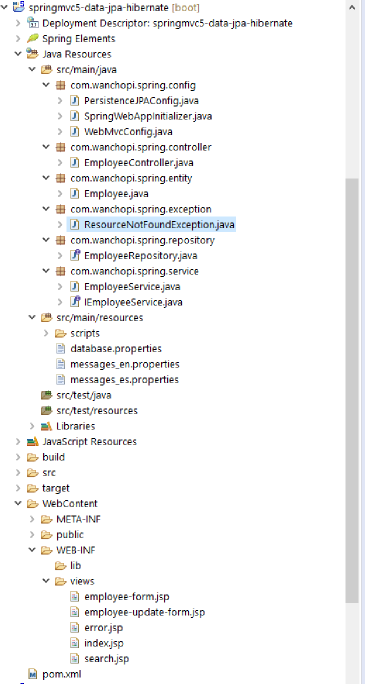 springmvc5-data-jpa-hibernate [boot]
Deployment Descriptor: springmvc5-data-jpa-hibernate
Spring Elements
Java Resources
src/main/java
com.wanchopi.spring.config
PersistenceJPAConfig.java
SpringWebAppInitializer.java
WebMvcConfig.java
com.wanchopi.spring.controller
EmployeeController.java
com.wanchopi.spring.entity
Employee.java
com.wanchopi.spring.exception
ResourceNotFoundException.java
com.wanchopi.spring.repository
EmployeeRepository.java
com.wanchopi.spring.service
EmployeeService.java
IEmployeeService.java
src/main/resources
scripts
database.properties
messages_en.properties
messages_es.properties
src/test/java
src/test/resources
Libraries
JavaScript Resources
build
src
target
WebContent
META-INF
public
WEB-INF
lib
views
employee-form.jsp
employee-update-form.jsp
error.jsp
index.jsp
search.jsp
pom.xml